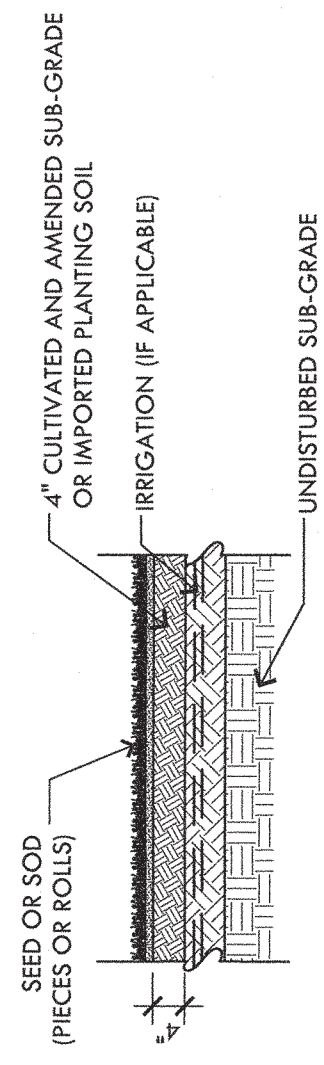 SEED OR SOD
(PIECES OR ROLLS)
4" CULTIVATED AND AMENDED SUB-GRADE
OR IMPORTED PLANTING SOIL
IRRIGATION (IF APPLICABLE)
UNDISTURBED SUB-GRADE
4"